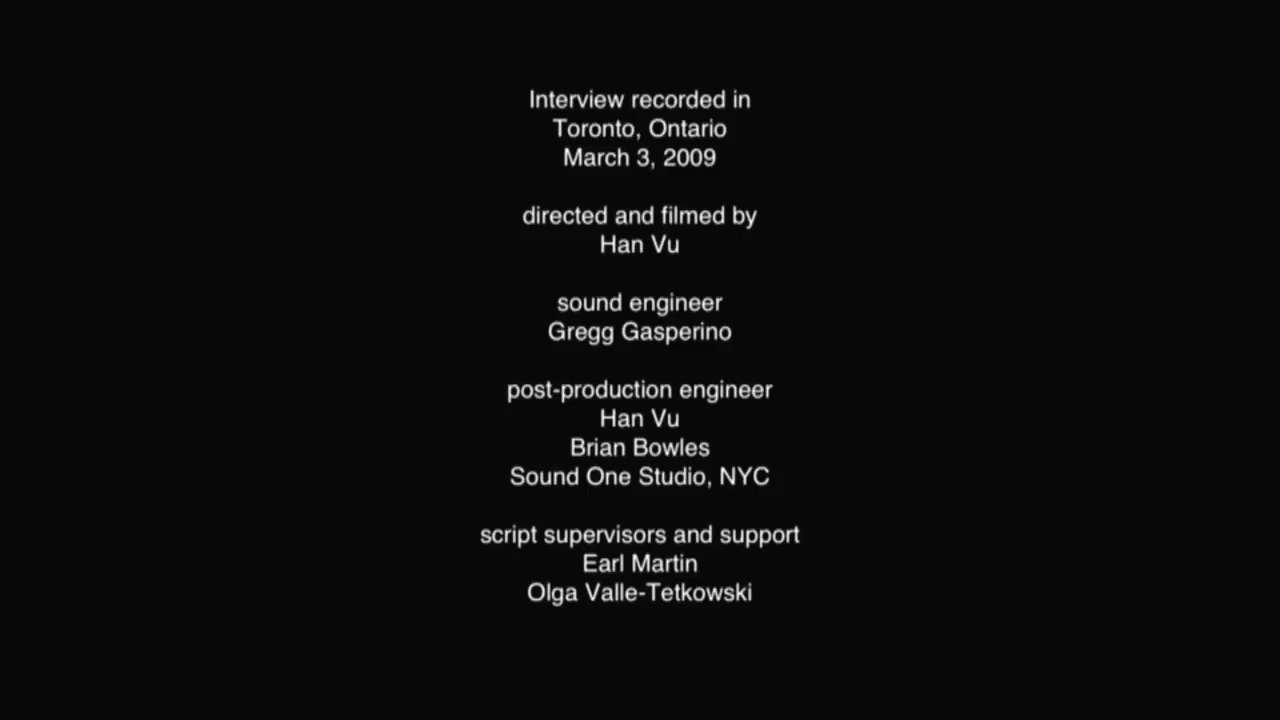 Interview recorded in
Toronto, Ontario
March 3, 2009
directed and filmed by
Han Vu
sound engineer
Gregg Gasperino
post-production engineer
Han Vu
Brian Bowles
Sound One Studio, NYC
script supervisors and support
Earl Martin
Olga Valle-Tetkowski